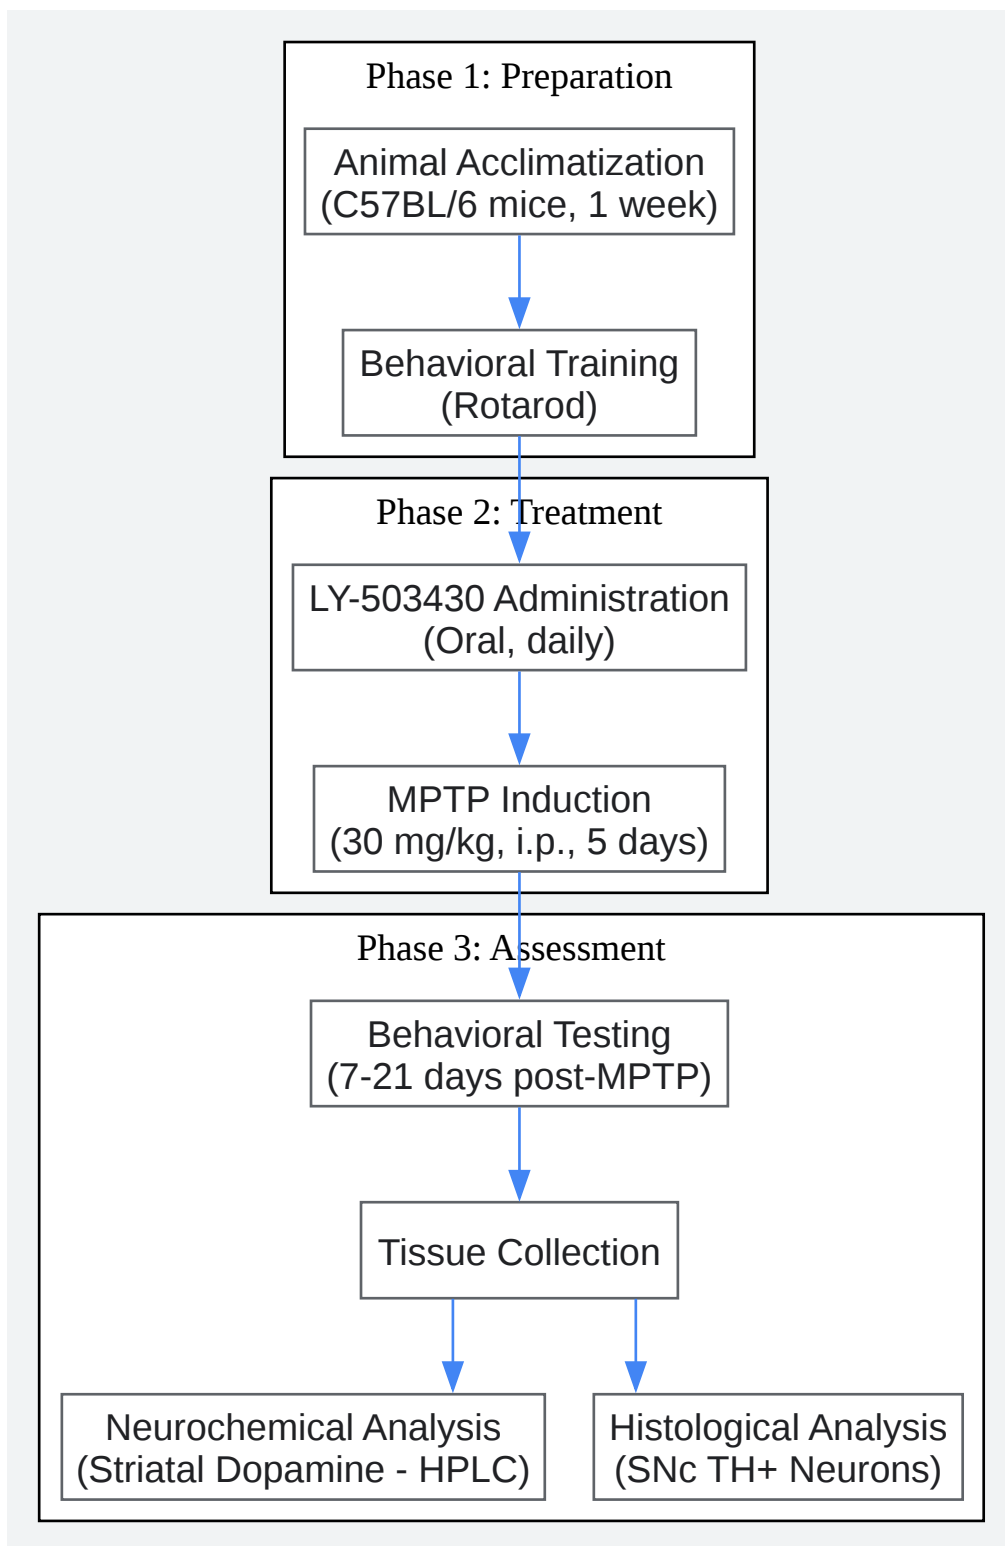 Phase 1: Preparation
Animal Acclimatization
(C57BL/6 mice, 1 week)
Behavioral Training
(Rotarod)
Phase 2: Treatment
LY-503430 Administration
(Oral, daily)
MPTP Induction
(30 mg/kg, i.p., 5 days)
Phase 3: Assessment
Behavioral Testing
(7-21 days post-MPTP)
Tissue Collection
Neurochemical Analysis
(Striatal Dopamine - HPLC)
Histological Analysis
(SNc TH+ Neurons)